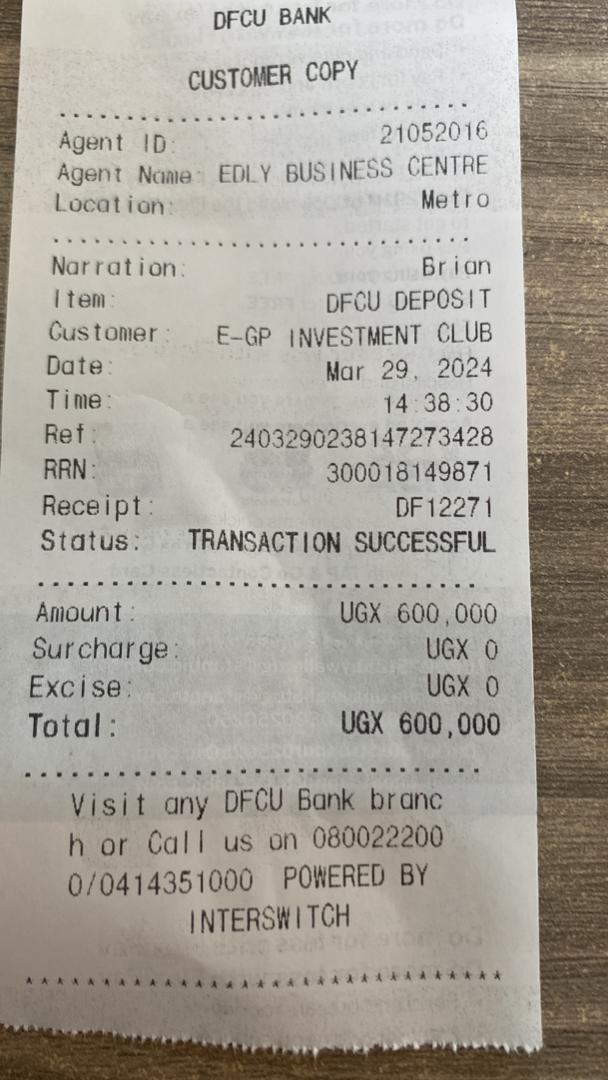 DFCU BANK
CUSTOMER COPY
Agent ID: 21052016
Agent Name: EDLY BUSINESS CENTRE
Location: Metro
Narration: Brian
Item: DFCU DEPOSIT
Customer: E-GP INVESTMENT CLUB
Date: Mar 29, 2024
Time: 14:38:30
Ref: 2403290238147273428
RRN: 300018149871
Receipt: DF12271
Status: TRANSACTION SUCCESSFUL
Amount: UGX 600,000
Surcharge: UGX 0
Excise: UGX 0
Total: UGX 600,000
Visit any DFCU Bank branc
h or Call us on 080022200
0/0414351000 POWERED BY
INTERSWITCH